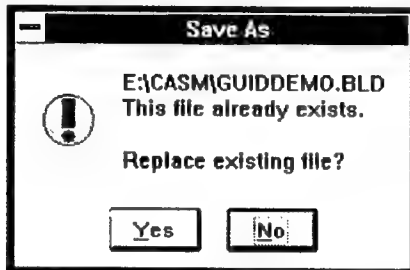 Save As
E:\CASM\GUIDDEMO.BLD
This file already exists.
Replace existing file?
Yes
No